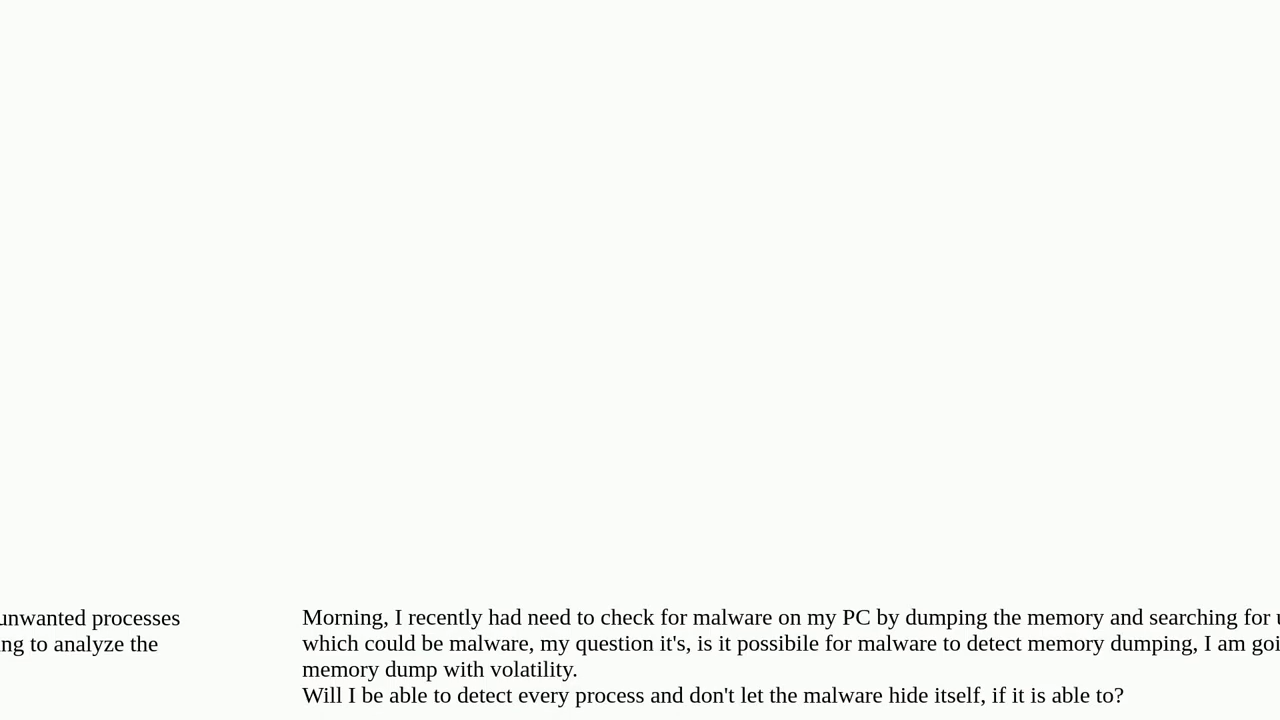 unwanted processes
ng to analyze the
Morning, I recently had need to check for malware on my PC by dumping the memory and searching for
which could be malware, my question it's, is it possibile for malware to detect memory dumping, I am goi
memory dump with volatility.
Will I be able to detect every process and don't let the malware hide itself, if it is able to?